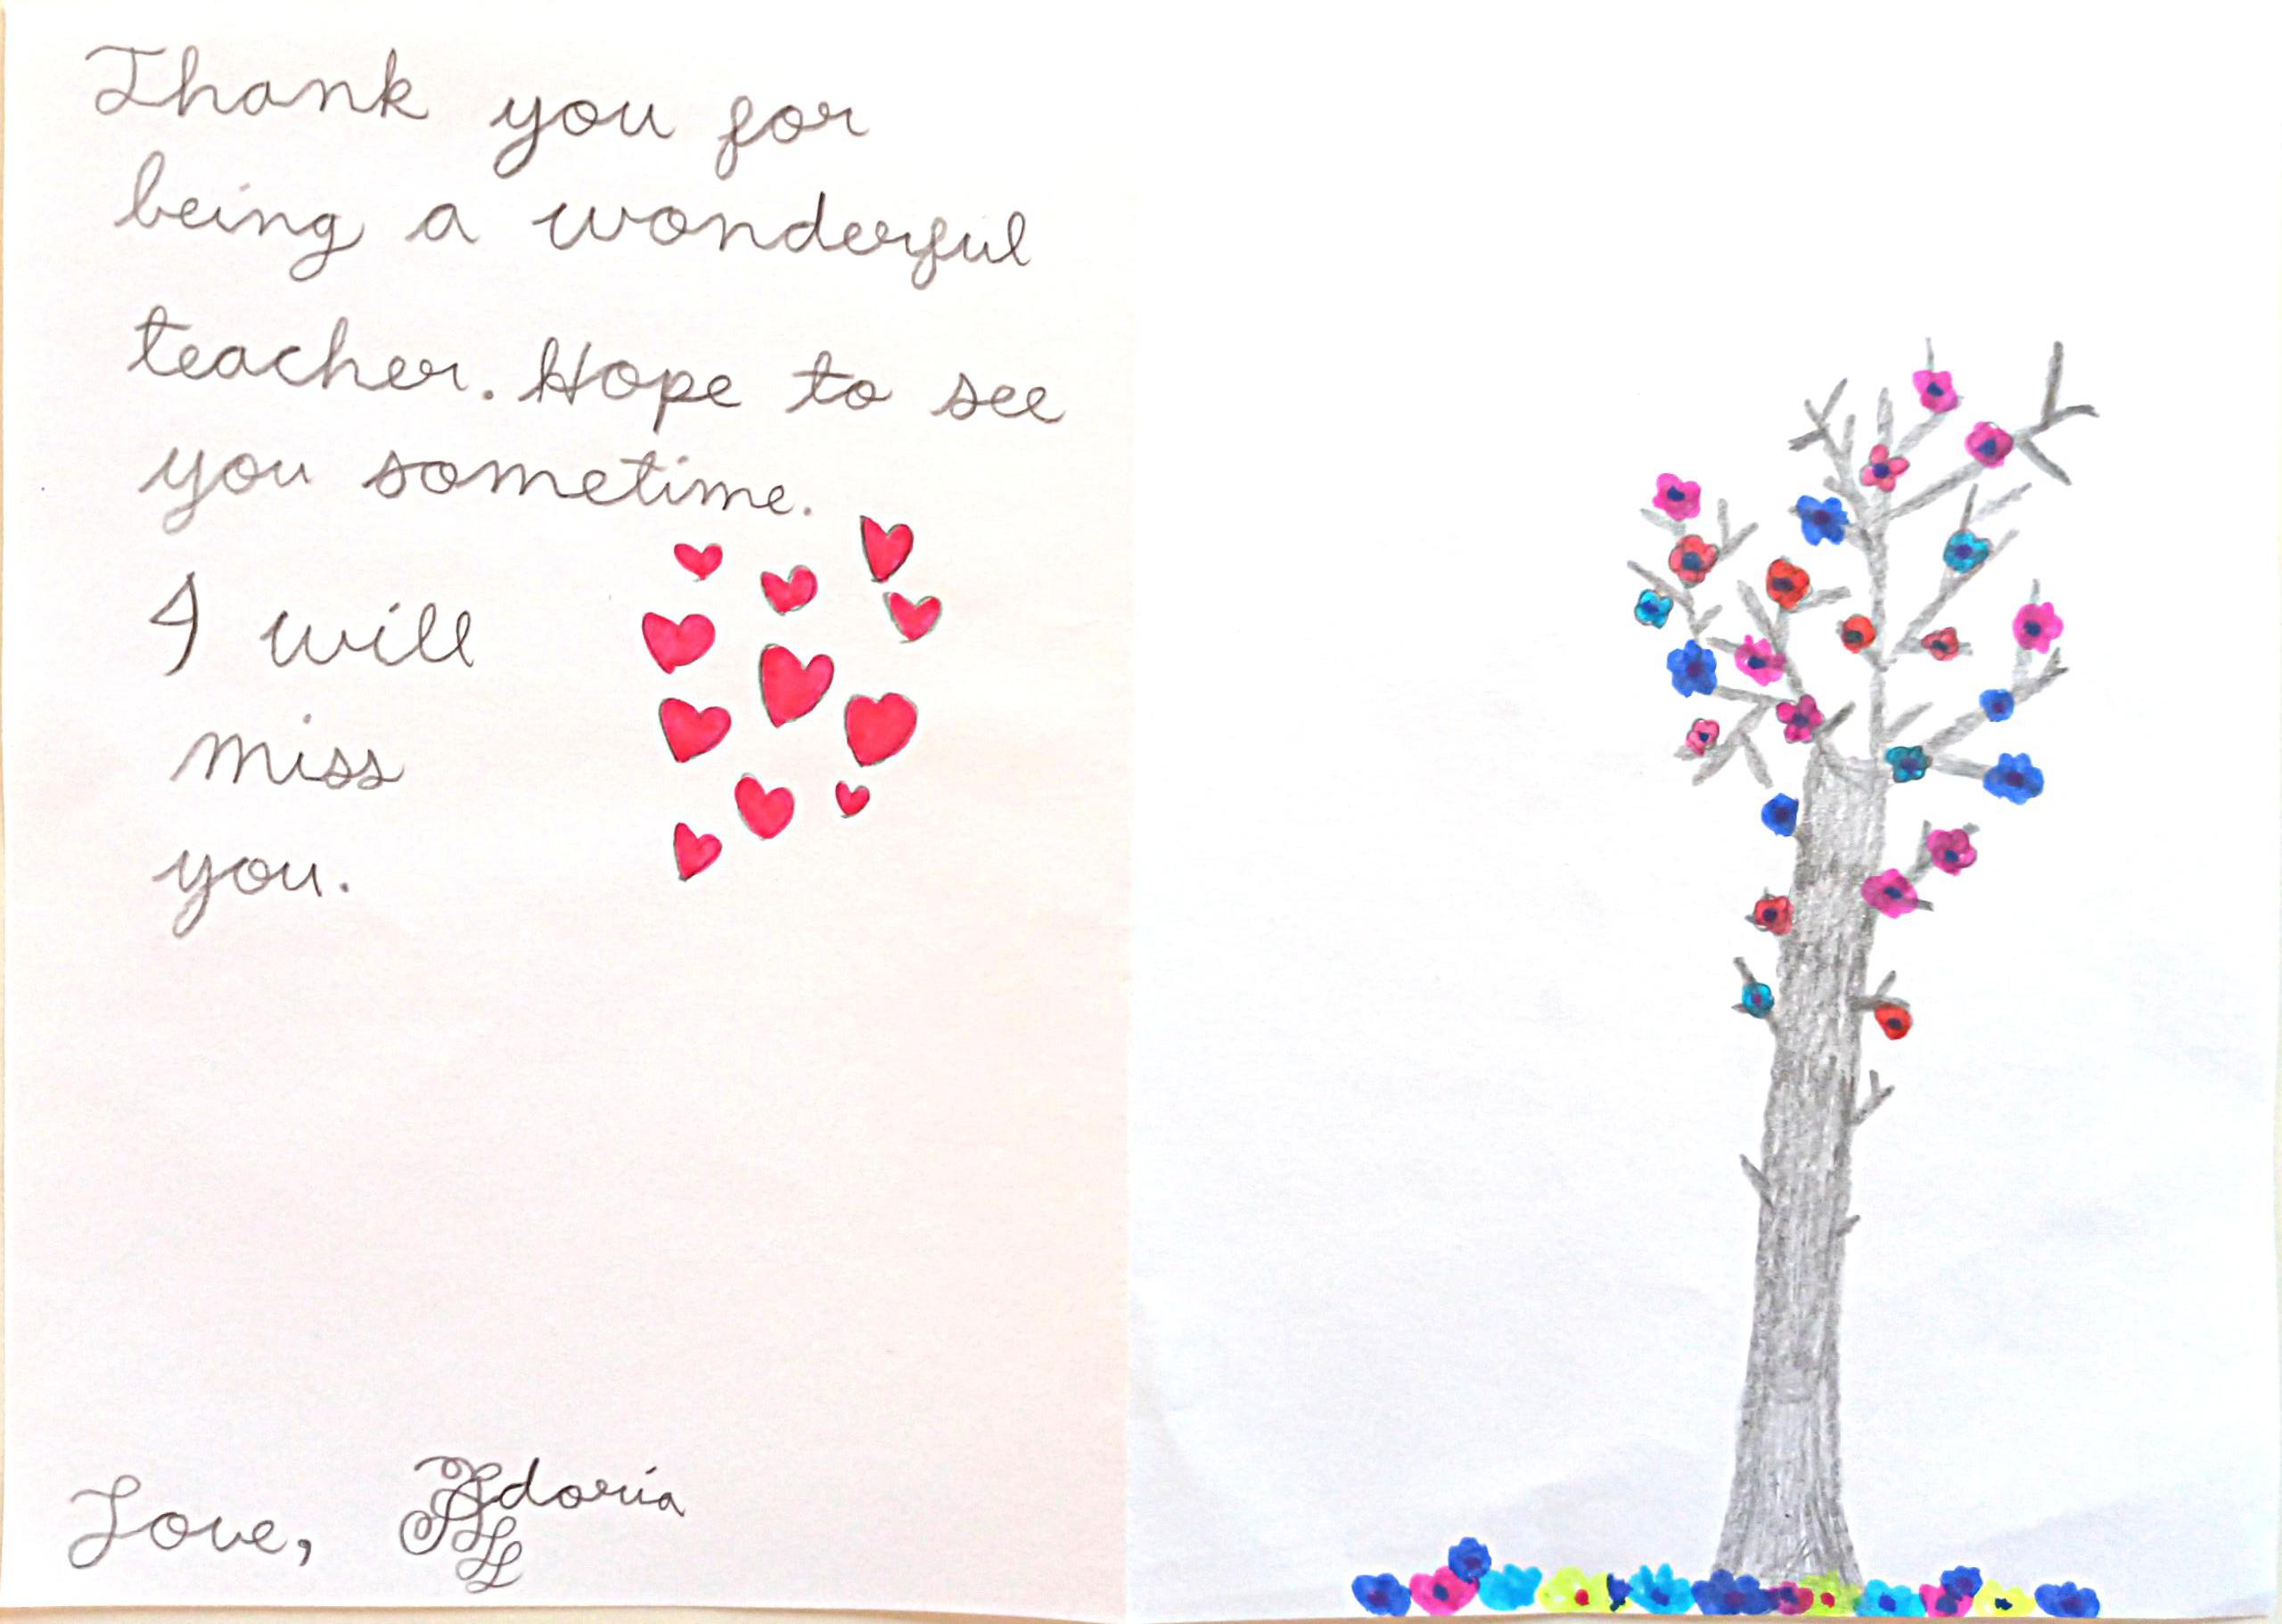 Thank you for
being a wonderful
teacher. Hope to see
you sometime.
I will
miss
you.
Love, Adoria